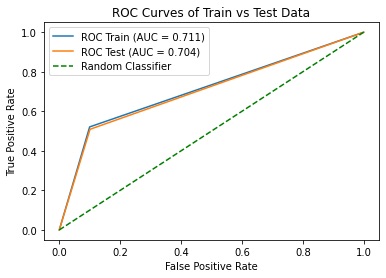 ROC Curves of Train vs Test Data
1.0
0.8
0.6
0.4
0.2
0.0
True Positive Rate
ROC Train (AUC = 0.711)
ROC Test (AUC = 0.704)
Random Classifier
0.0 0.2 0.4 0.6 0.8 1.0
False Positive Rate